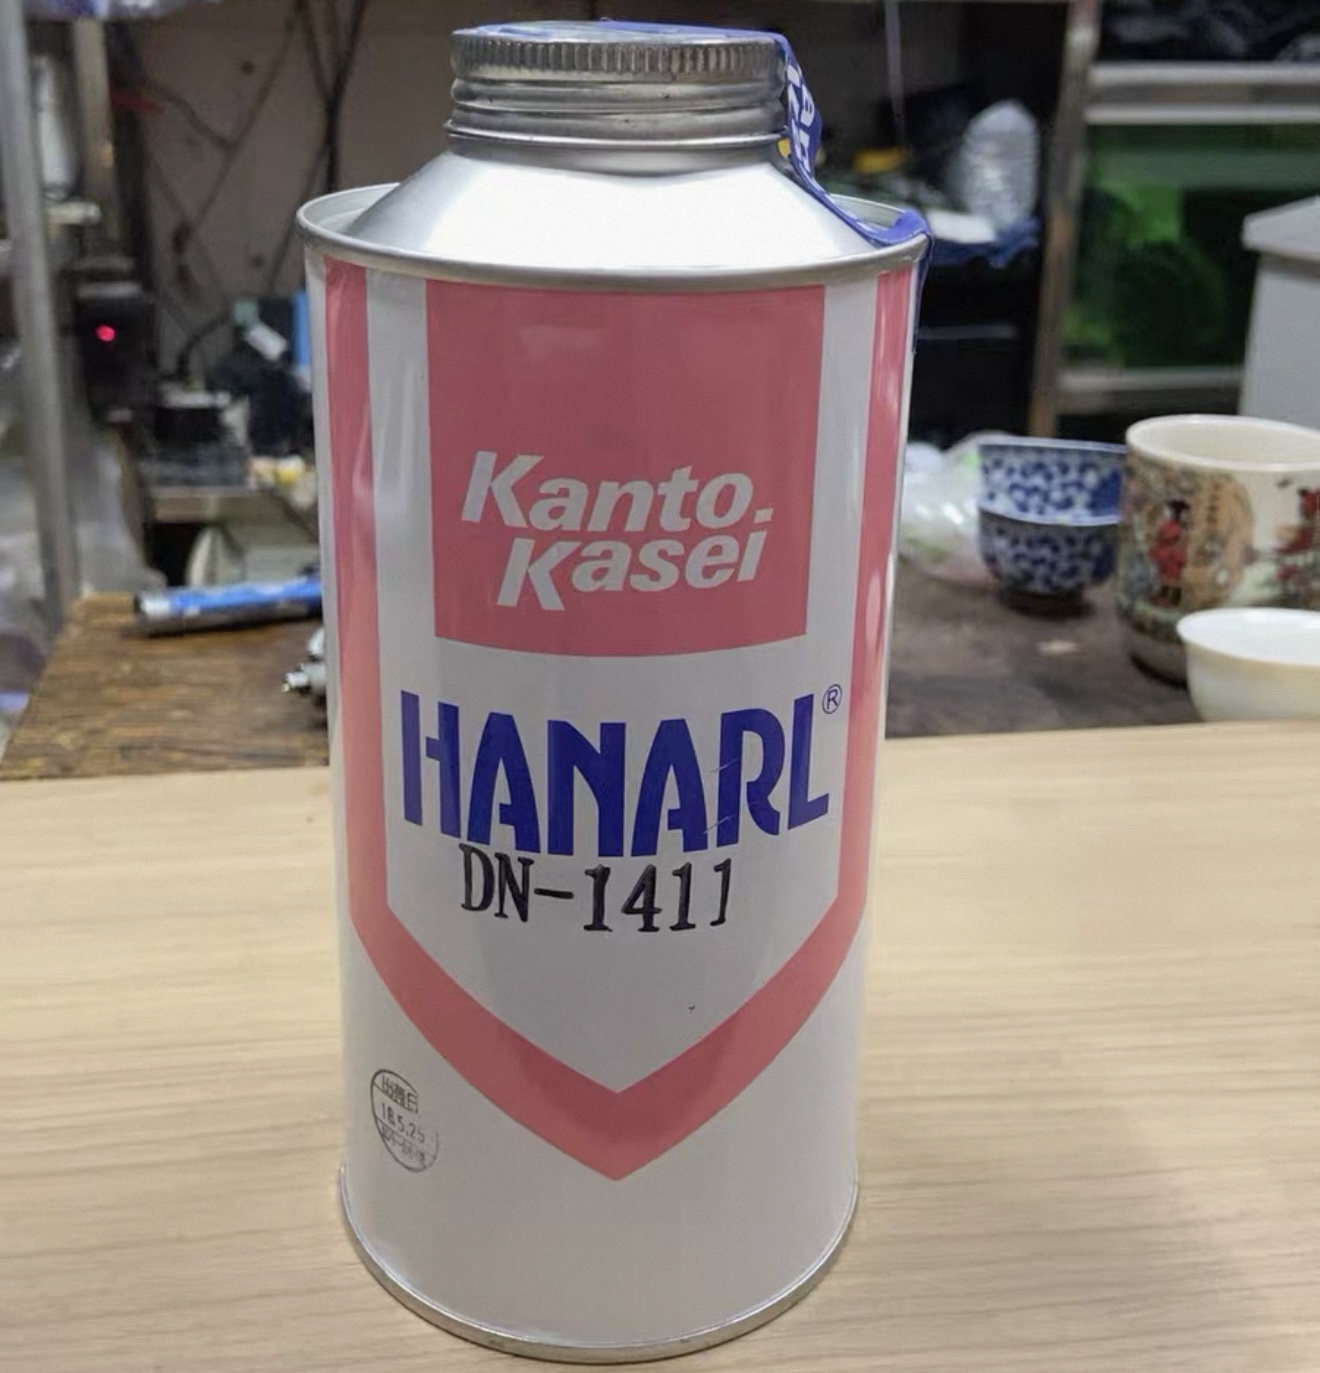 Kanto.
Kasei
HANARL®
DN-1411
出荷日
18.5.25